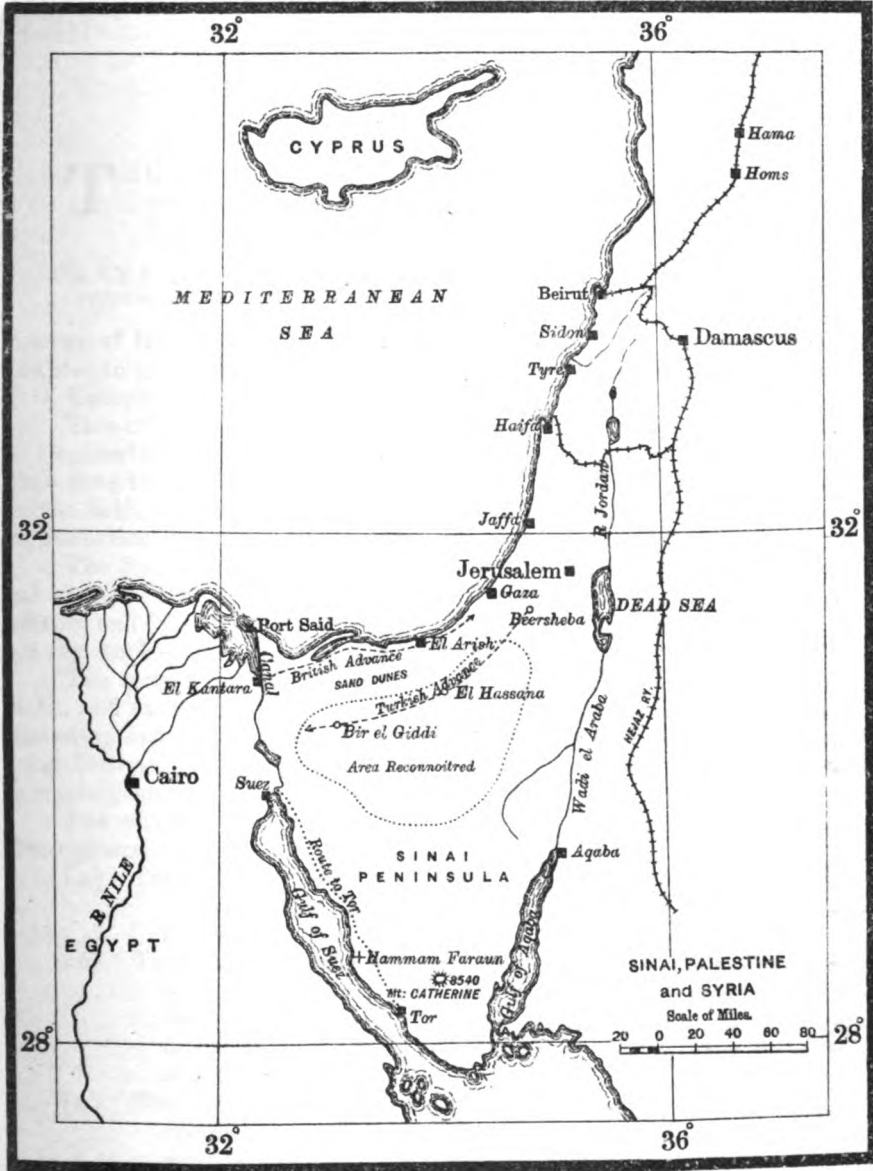 32°
36°
CYPRUS
Hama
Homs
MEDITERRANEAN
SEA
Beirut
Sidon
Damascus
Tyre
Haifa
R Jordan
32°
32°
Jaffa
Jerusalem
Gaza
Beersheba
DEAD SEA
Port Said
El Arish
British Advance
SAND DUNES
Canal
El Kantara
Turkish Advance
El Hassana
Bir el Giddi
Area Reconnoitred
Wadi el Araba
HEJAZ RY.
Cairo
Suez
SINAI
PENINSULA
Aqaba
Route to Tor
R NILE
EGYPT
Gulf of Suez
Hammam Faraun
8540
Mt: CATHERINE
Gulf of Aqaba
Tor
SINAI, PALESTINE
and SYRIA
Scale of Miles.
20 0 20 40 60 80
28°
28°
32°
36°